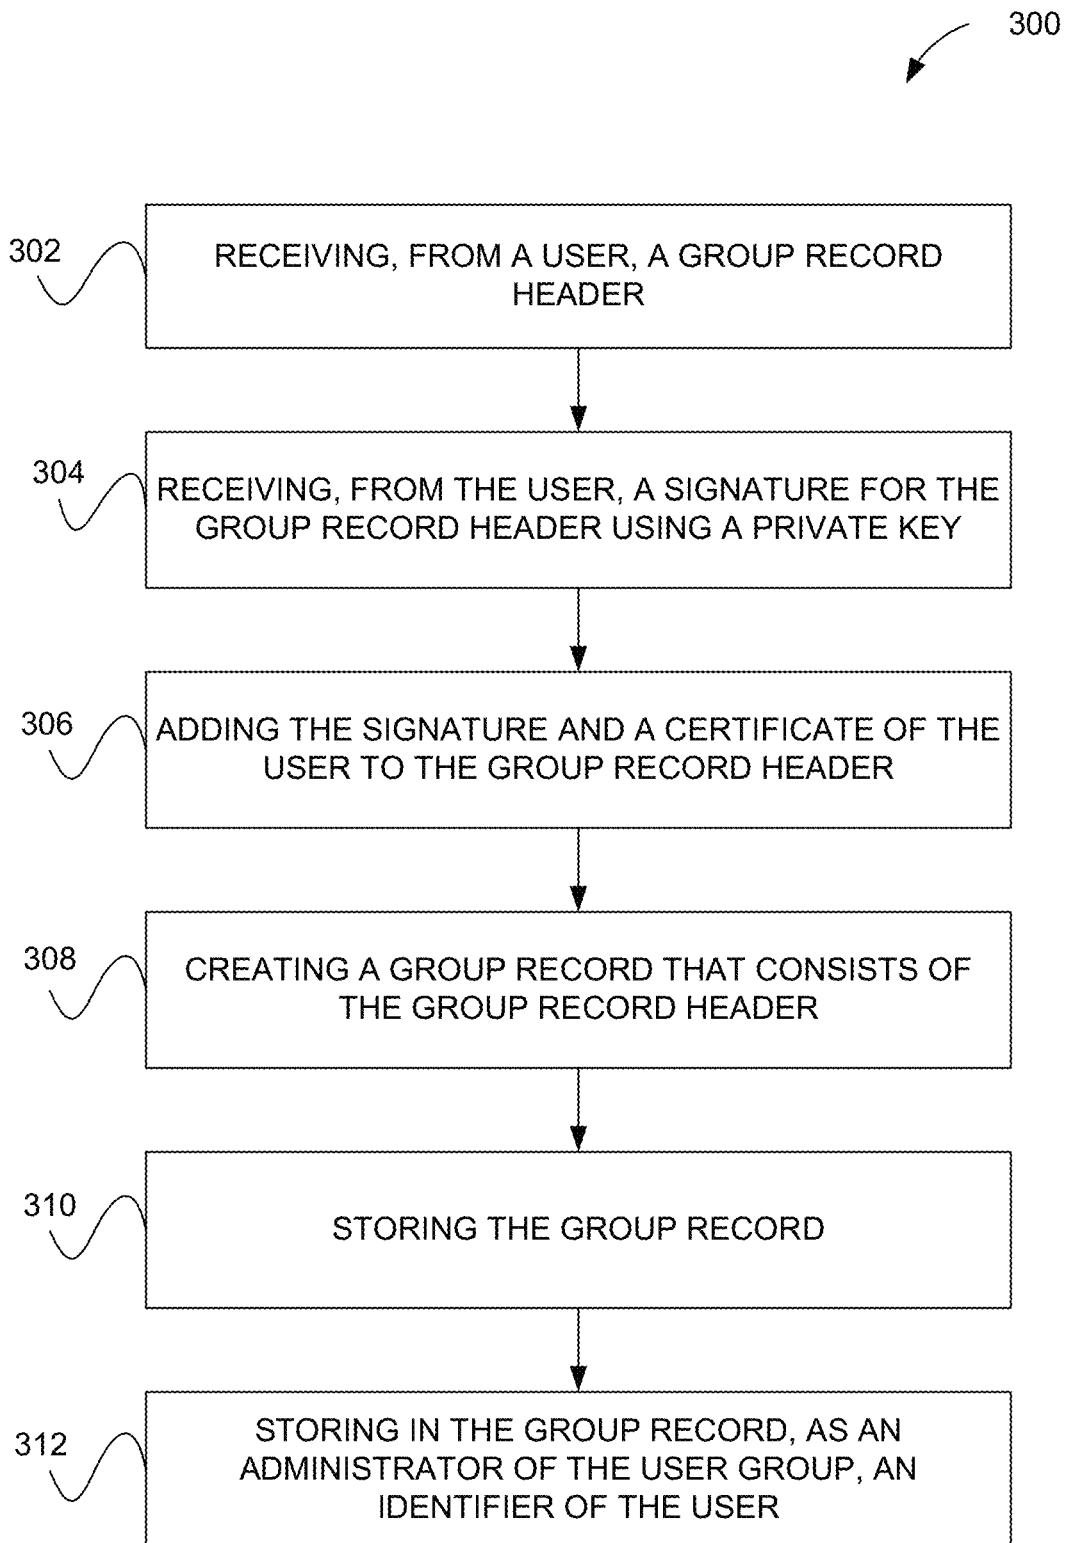 300
302
RECEIVING, FROM A USER, A GROUP RECORD
HEADER
304
RECEIVING, FROM THE USER, A SIGNATURE FOR THE
GROUP RECORD HEADER USING A PRIVATE KEY
306
ADDING THE SIGNATURE AND A CERTIFICATE OF THE
USER TO THE GROUP RECORD HEADER
308
CREATING A GROUP RECORD THAT CONSISTS OF
THE GROUP RECORD HEADER
310
STORING THE GROUP RECORD
312
STORING IN THE GROUP RECORD, AS AN
ADMINISTRATOR OF THE USER GROUP, AN
IDENTIFIER OF THE USER